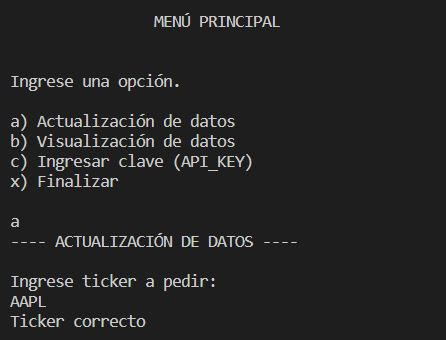 MENÚ PRINCIPAL
Ingrese una opción.
a) Actualización de datos
b) Visualización de datos
c) Ingresar clave (API_KEY)
x) Finalizar
a
---- ACTUALIZACIÓN DE DATOS ----
Ingrese ticker a pedir:
AAPL
Ticker correcto